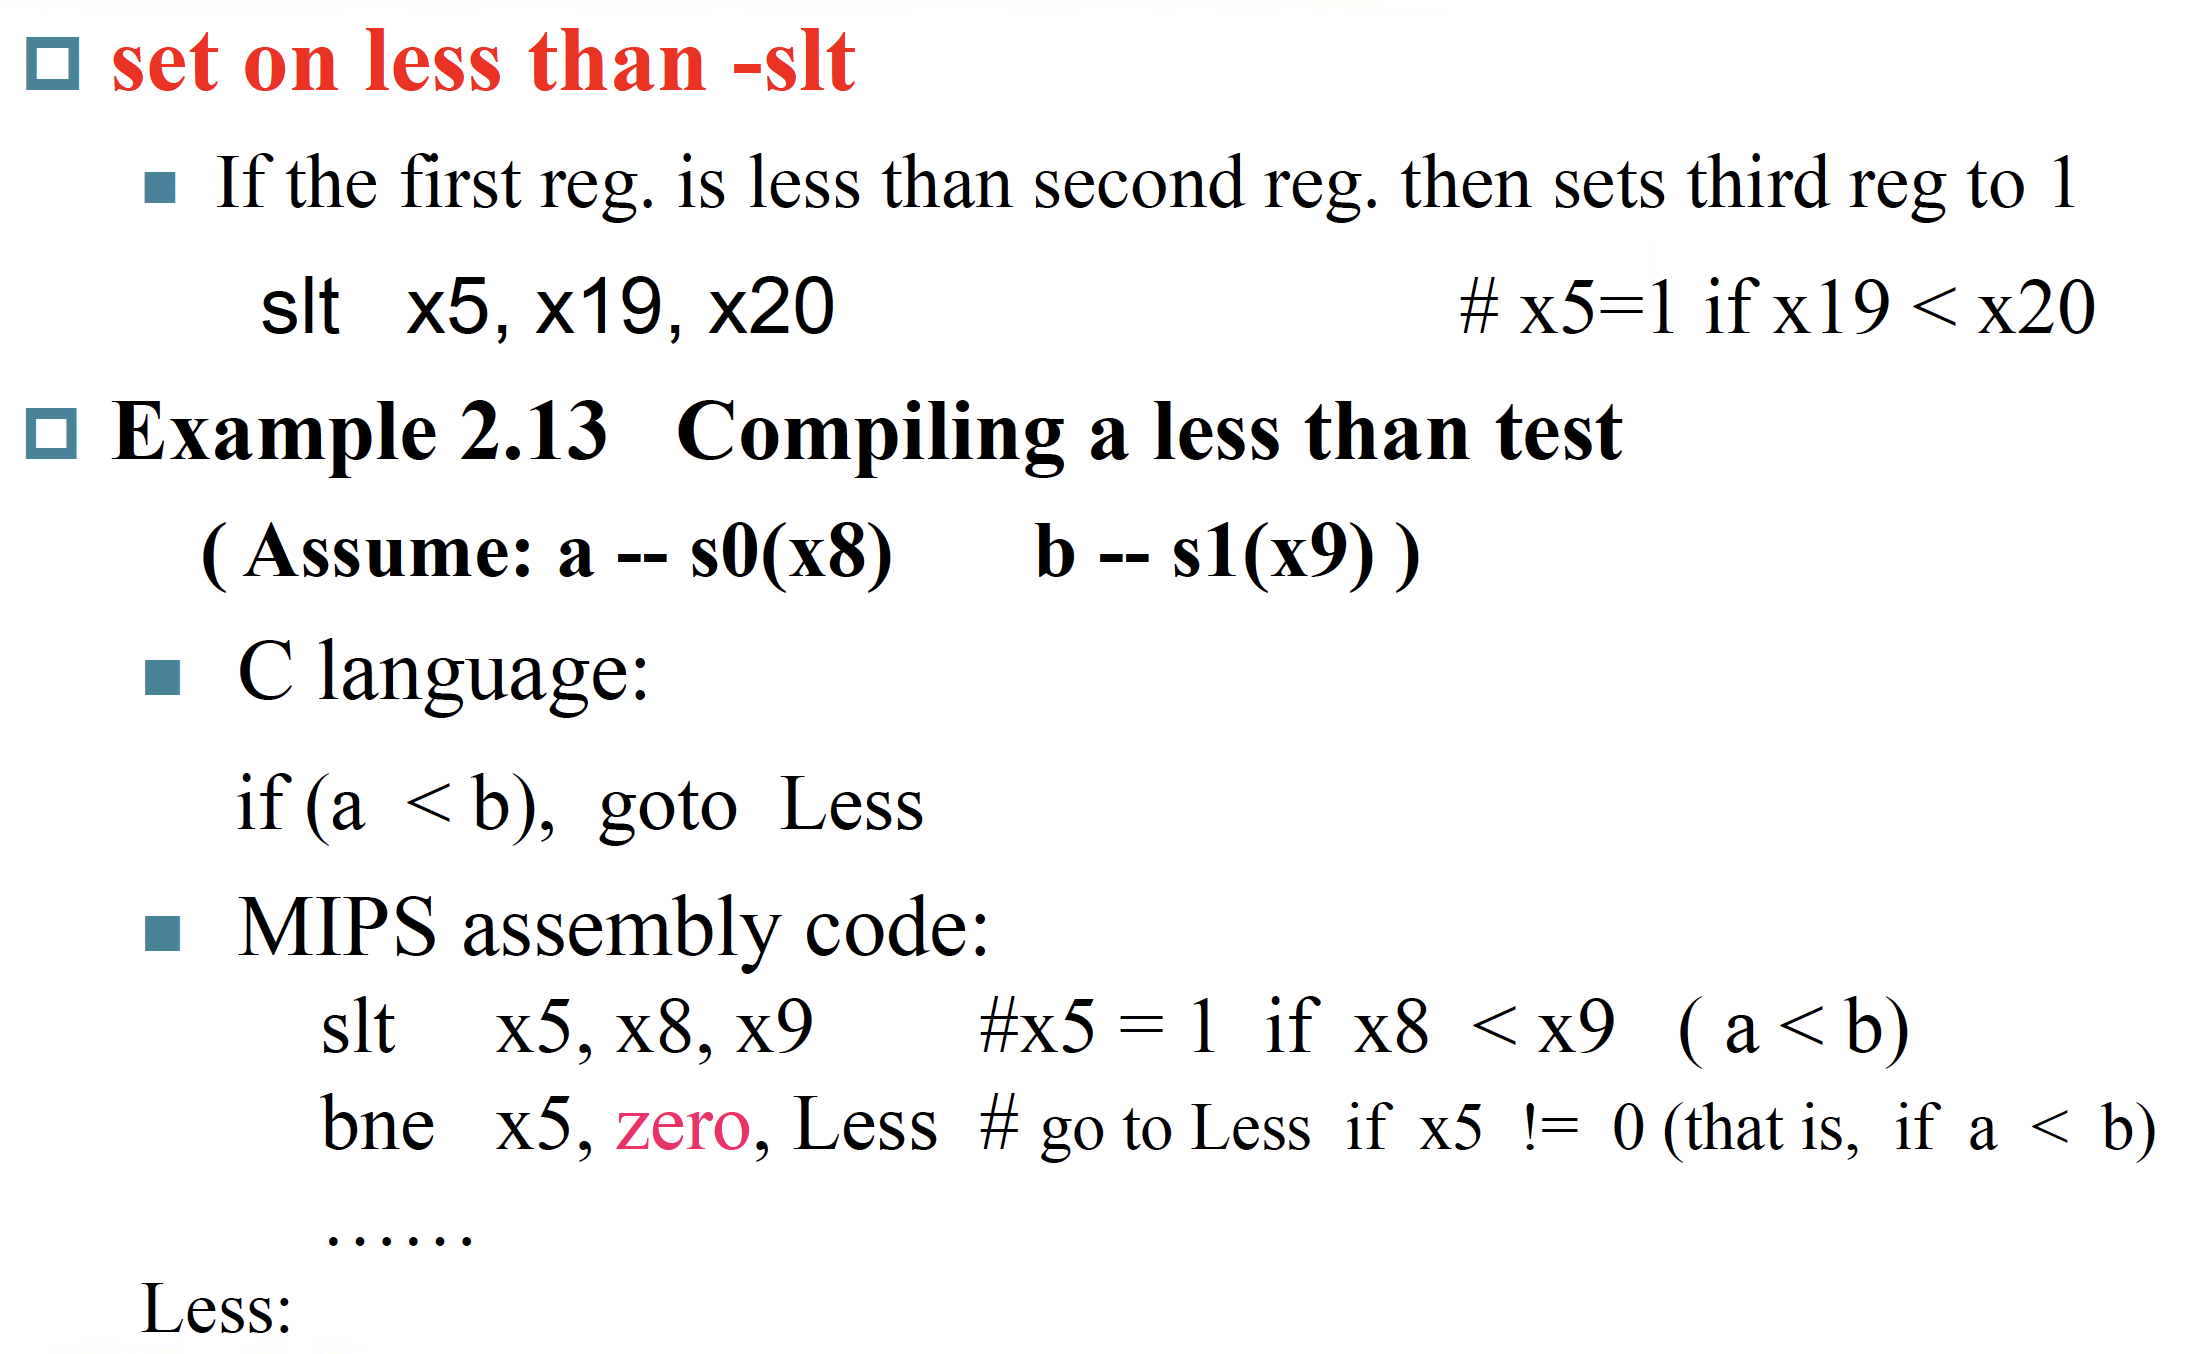 set on less than -slt
If the first reg. is less than second reg. then sets third reg to 1
slt x5, x19, x20 # x5=1 if x19 < x20
Example 2.13 Compiling a less than test
( Assume: a -- s0(x8) b -- s1(x9) )
C language:
if (a < b), goto Less
MIPS assembly code:
slt x5, x8, x9 #x5 = 1 if x8 < x9 ( a < b)
bne x5, zero, Less # go to Less if x5 != 0 (that is, if a < b)
······
Less: